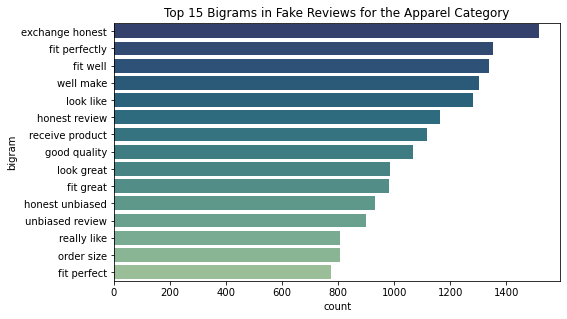 Top 15 Bigrams in Fake Reviews for the Apparel Category
bigram
exchange honest
fit perfectly
fit well
well make
look like
honest review
receive product
good quality
look great
fit great
honest unbiased
unbiased review
really like
order size
fit perfect
0 200 400 600 800 1000 1200 1400
count